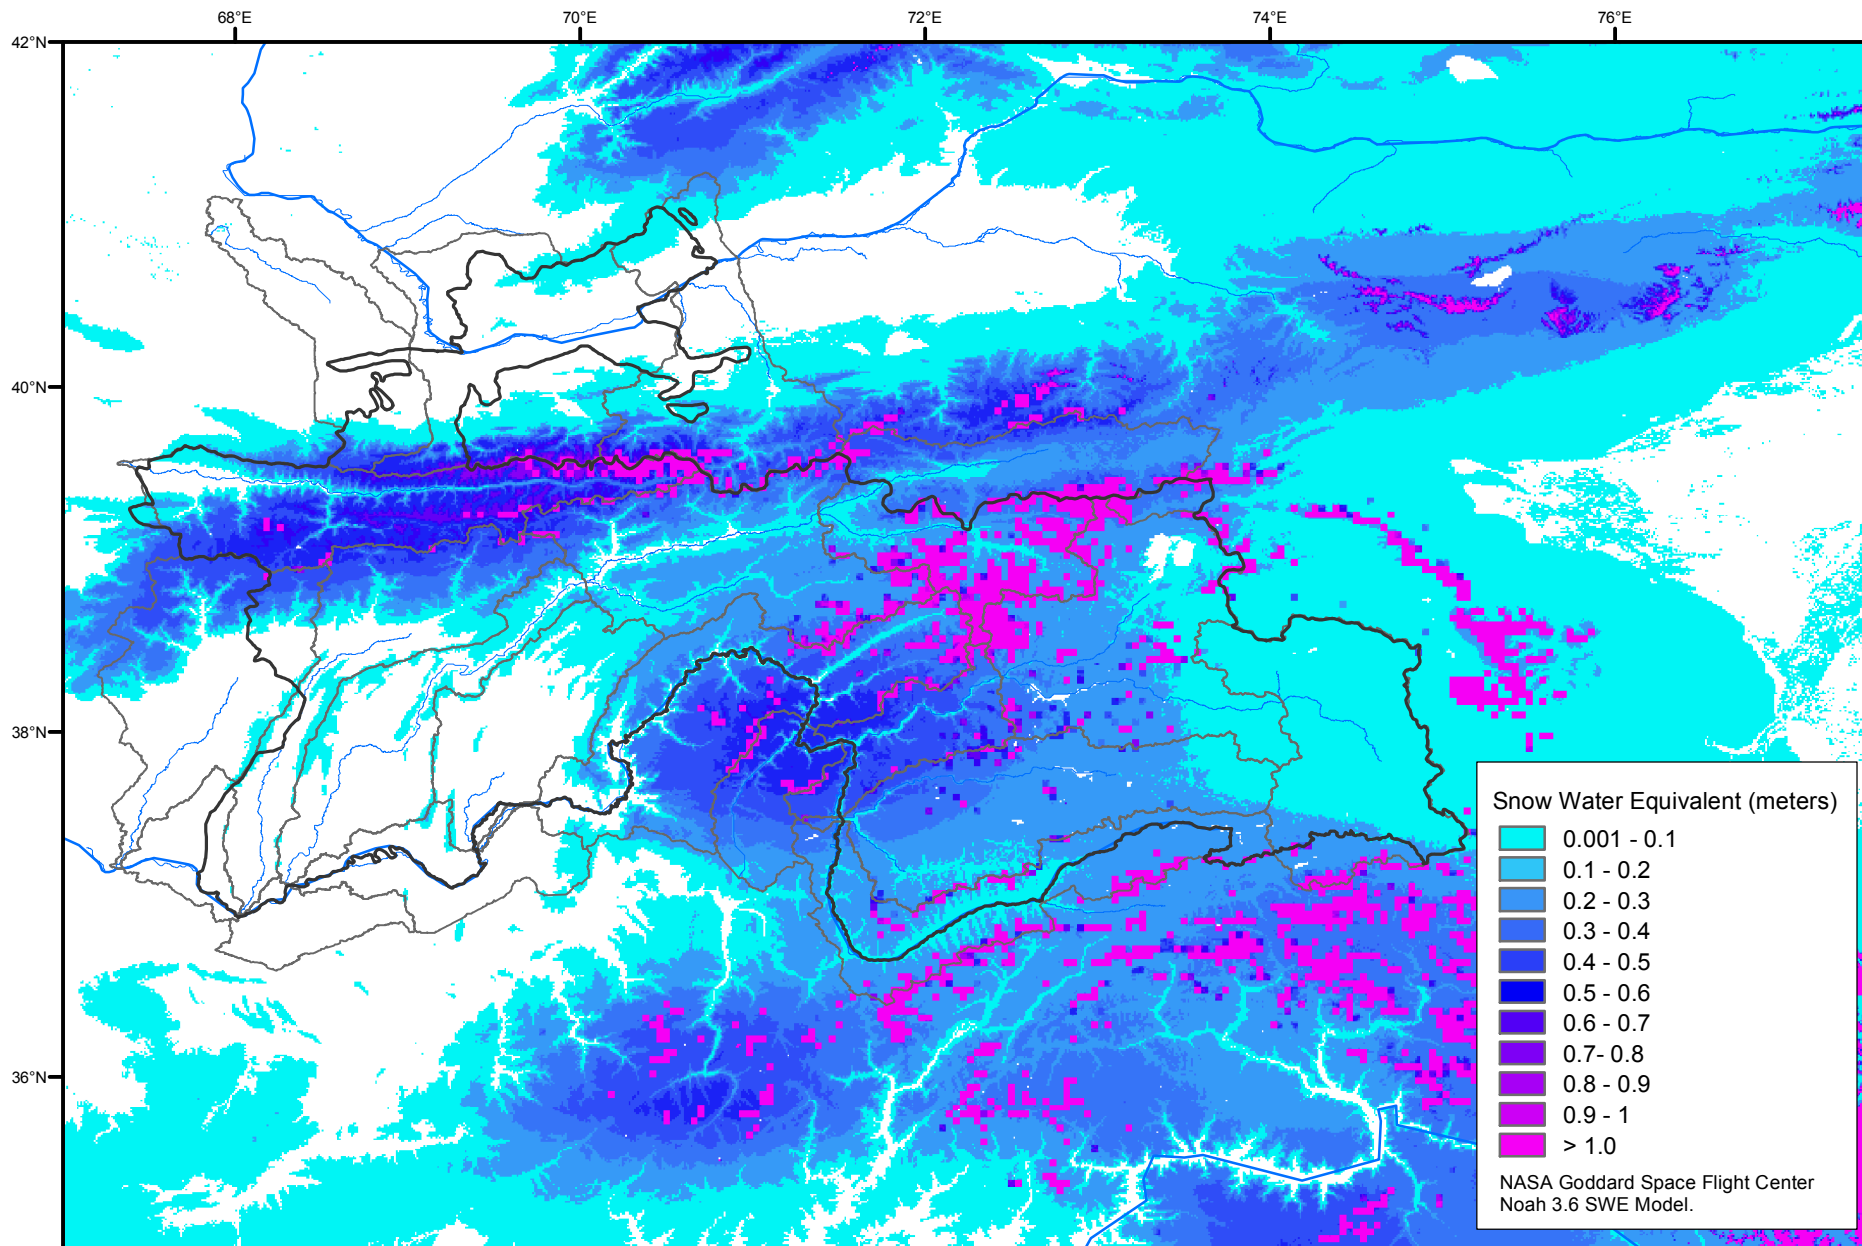 68°E 70°E 72°E 74°E 76°E
42°N
40°N
38°N
36°N
Snow Water Equivalent (meters)
0.001 - 0.1
0.1 - 0.2
0.2 - 0.3
0.3 - 0.4
0.4 - 0.5
0.5 - 0.6
0.6 - 0.7
0.7- 0.8
0.8 - 0.9
0.9 - 1
> 1.0
NASA Goddard Space Flight Center
Noah 3.6 SWE Model.